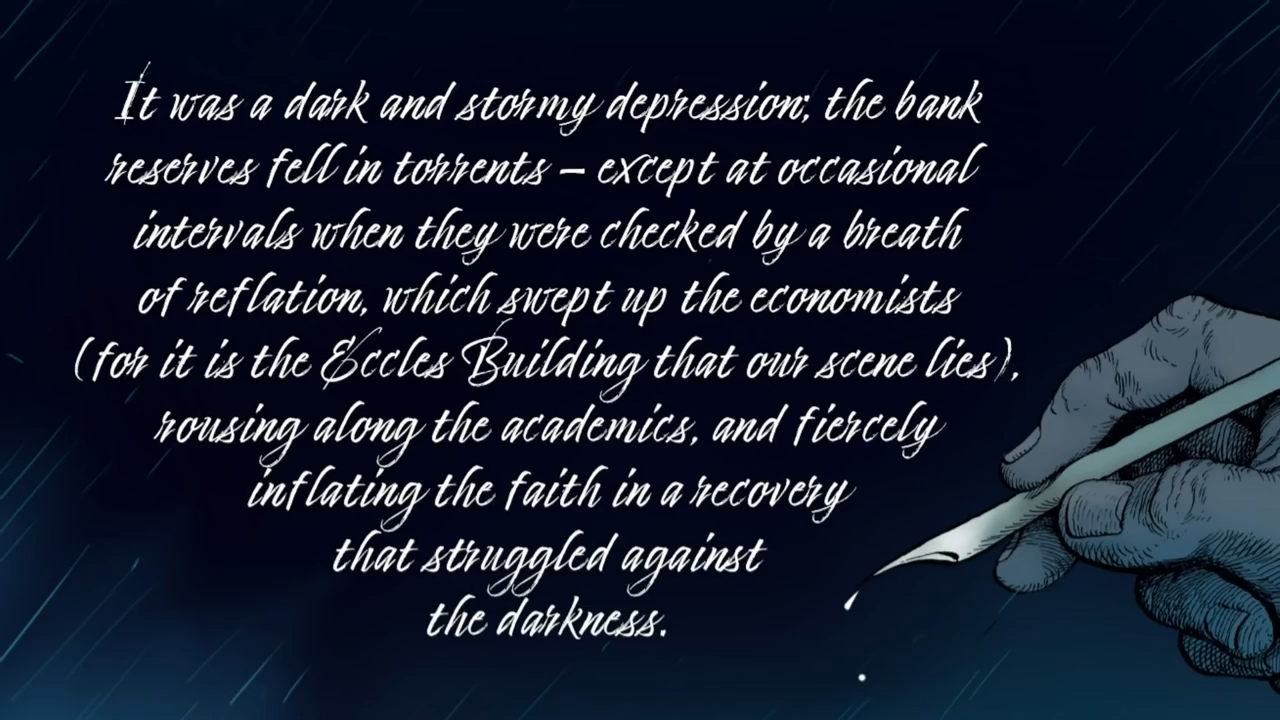 It was a dark and stormy depression; the bank
reserves fell in torrents – except at occasional
intervals when they were checked by a breath
of reflation, which swept up the economists
(for it is the Eccles Building that our scene lies),
rousing along the academics, and fiercely
inflating the faith in a recovery
that struggled against
the darkness.